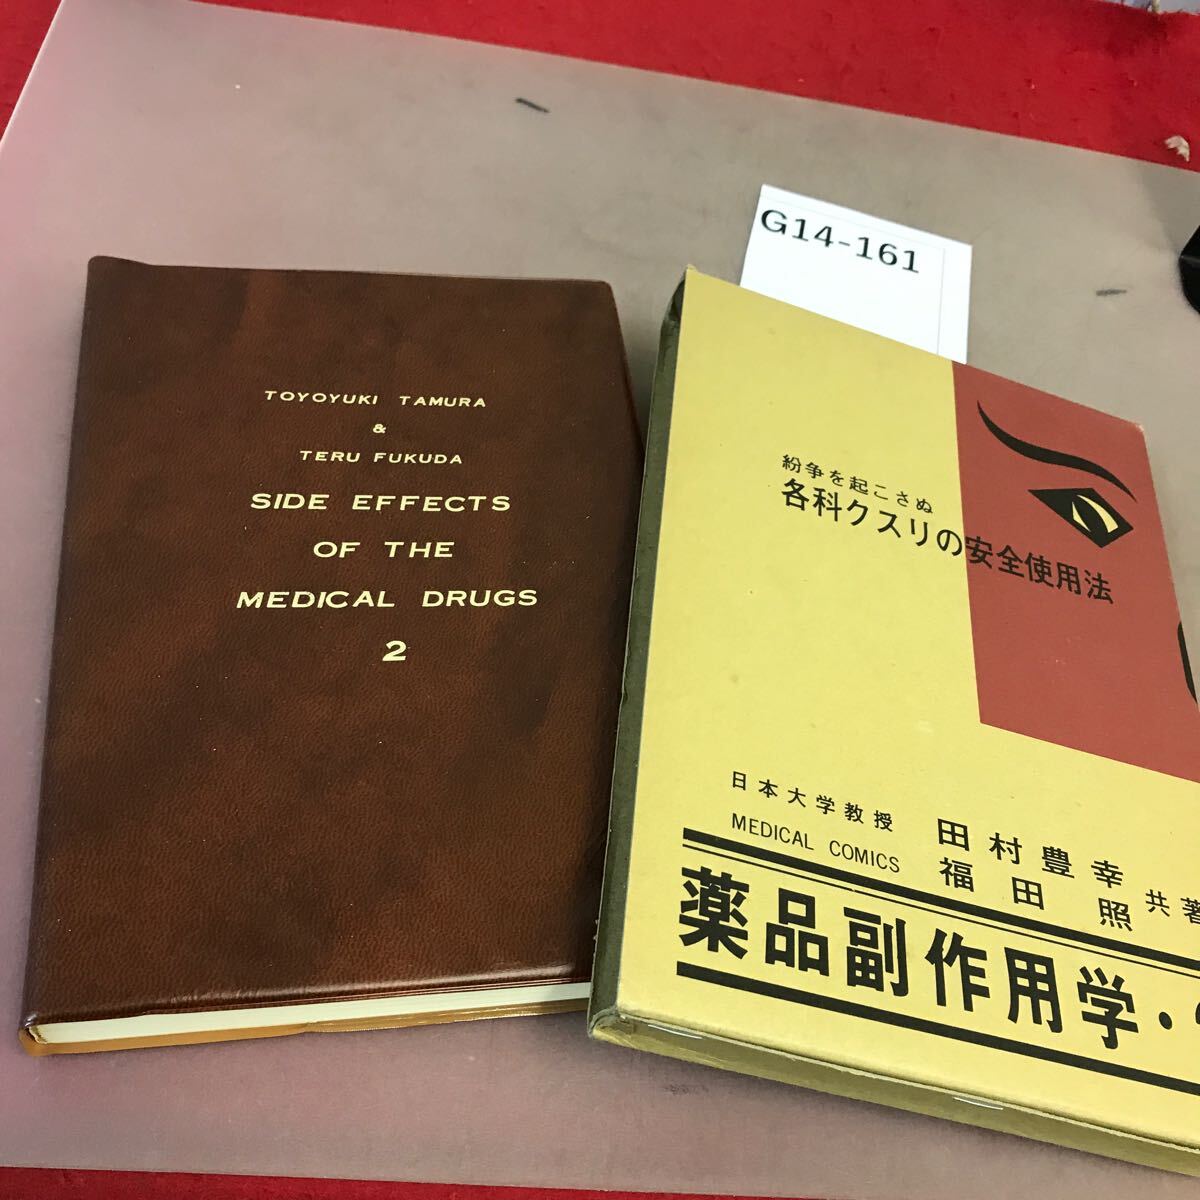 G14-161
TOYOYUKI TAMURA
&
TERU FUKUDA
SIDE EFFECTS
OF THE
MEDICAL DRUGS
2
紛争を起こさぬ
各科クスリの安全使用法
日本大学教授 田村豊幸
MEDICAL COMICS 福田照 共著
薬品副作用学・